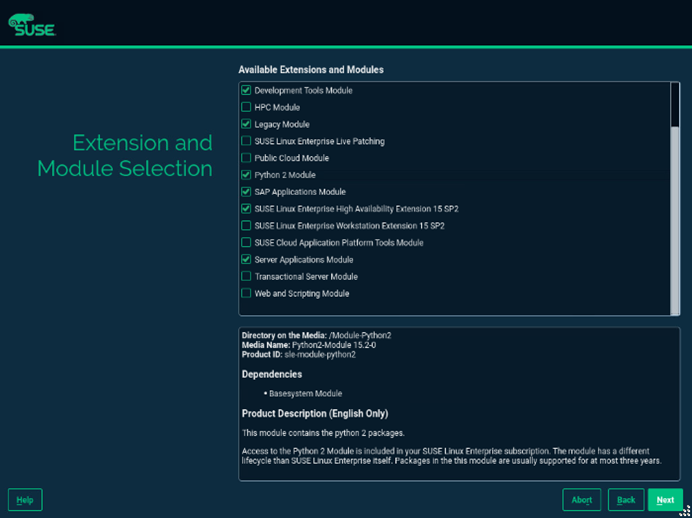 SUSE
Available Extensions and Modules
Extension and
Module Selection
Development Tools Module
HPC Module
Legacy Module
SUSE Linux Enterprise Live Patching
Public Cloud Module
Python 2 Module
SAP Applications Module
SUSE Linux Enterprise High Availability Extension 15 SP2
SUSE Linux Enterprise Workstation Extension 15 SP2
SUSE Cloud Application Platform Tools Module
Server Applications Module
Transactional Server Module
Web and Scripting Module
Directory on the Media: /Module-Python2
Media Name: Python2-Module 15.2-0
Product ID: sle-module-python2
Dependencies
• Basesystem Module
Product Description (English Only)
This module contains the python 2 packages.
Access to the Python 2 Module is included in your SUSE Linux Enterprise subscription. The module has a different
lifecycle than SUSE Linux Enterprise itself. Packages in the this module are usually supported for at most three years.
Help
Abort
Back
Next